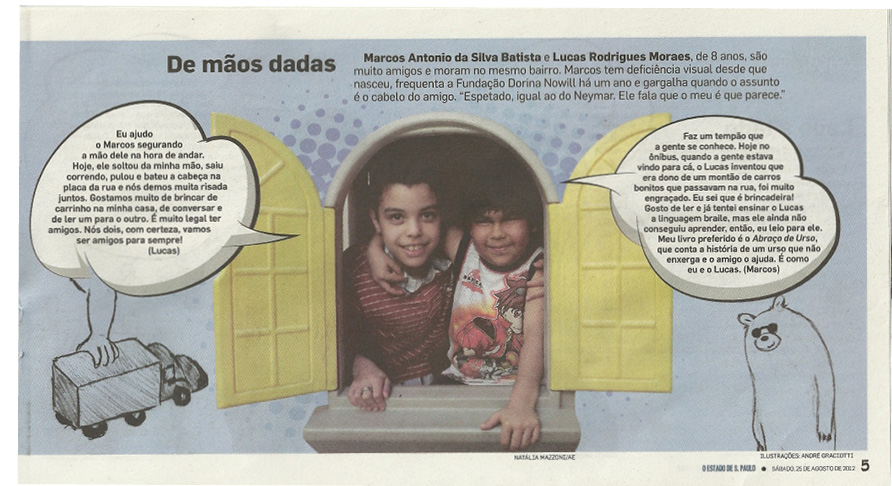 De mãos dadas
Marcos Antonio da Silva Batista e Lucas Rodrigues Moraes, de 8 anos, são
muito amigos e moram no mesmo bairro. Marcos tem deficiência visual desde que
nasceu, frequenta a Fundação Dorina Nowill há um ano e gargalha quando o assunto
é o cabelo do amigo. “Espetado, igual ao do Neymar. Ele fala que o meu é que parece.”
Eu ajudo
o Marcos segurando
a mão dele na hora de andar.
Hoje, ele soltou da minha mão, saiu
correndo, pulou e bateu a cabeça na
placa da rua e nós demos muita risada
juntos. Gostamos muito de brincar de
carrinho na minha casa, de conversar e
de ler um para o outro. É muito legal ter
amigos. Nós dois, com certeza, vamos
ser amigos para sempre!
(Lucas)
Faz um tempão que
a gente se conhece. Hoje no
ônibus, quando a gente estava
vindo para cá, o Lucas inventou que
era dono de um montão de carros
bonitos que passavam na rua, foi muito
engraçado. Eu sei que é brincadeira!
Gosto de ler e já tentei ensinar o Lucas
a linguagem braile, mas ele ainda não
conseguiu aprender, então, eu leio para ele.
Meu livro preferido é o Abraço de Urso,
que conta a história de um urso que não
enxerga e o amigo o ajuda. É como
eu e o Lucas. (Marcos)
NATÁLIA MAZZONI/AE
ILUSTRAÇÕES: ANDRÉ GRACIOTTI
O ESTADO DE S. PAULO • SÁBADO, 25 DE AGOSTO DE 2012 5